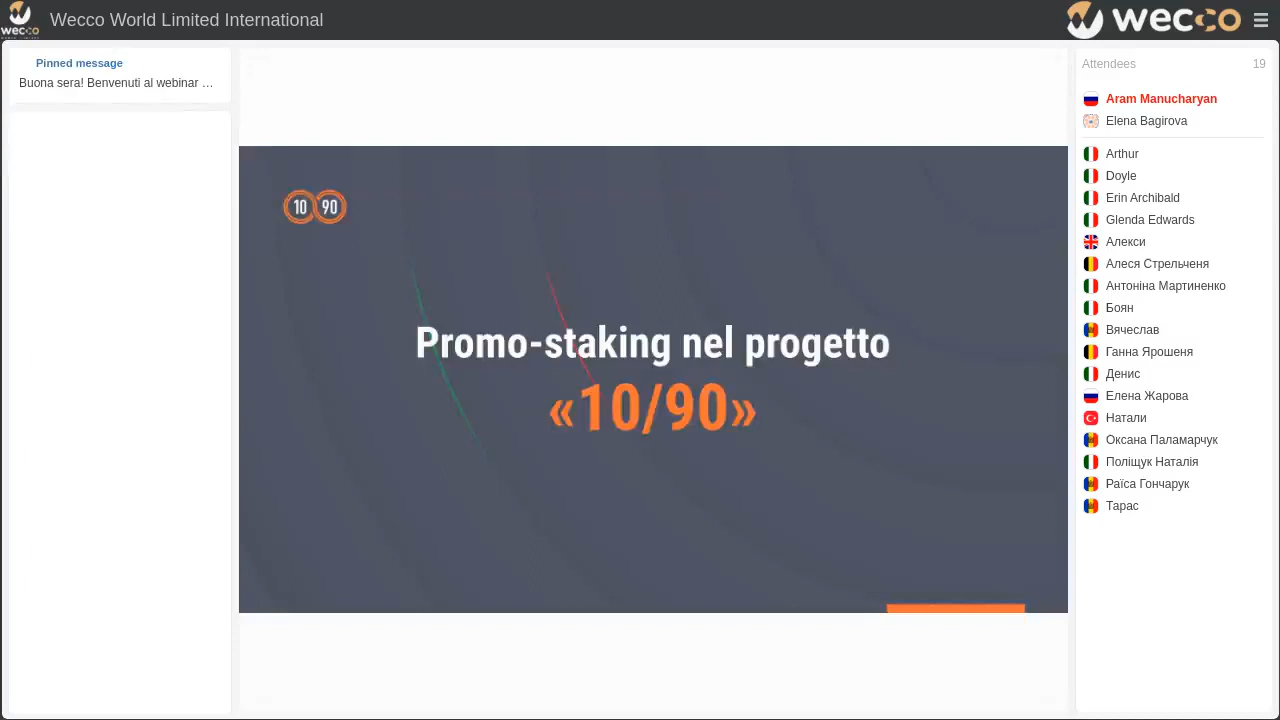 wecco
Wecco World Limited International
wecco
Pinned message
Buona sera! Benvenuti al webinar …
10 90
Promo-staking nel progetto
«10/90»
Attendees 19
Aram Manucharyan
Elena Bagirova
Arthur
Doyle
Erin Archibald
Glenda Edwards
Алекси
Алеся Стрельченя
Антоніна Мартиненко
Боян
Вячеслав
Ганна Ярошеня
Денис
Елена Жарова
Натали
Оксана Паламарчук
Поліщук Наталія
Раїса Гончарук
Тарас